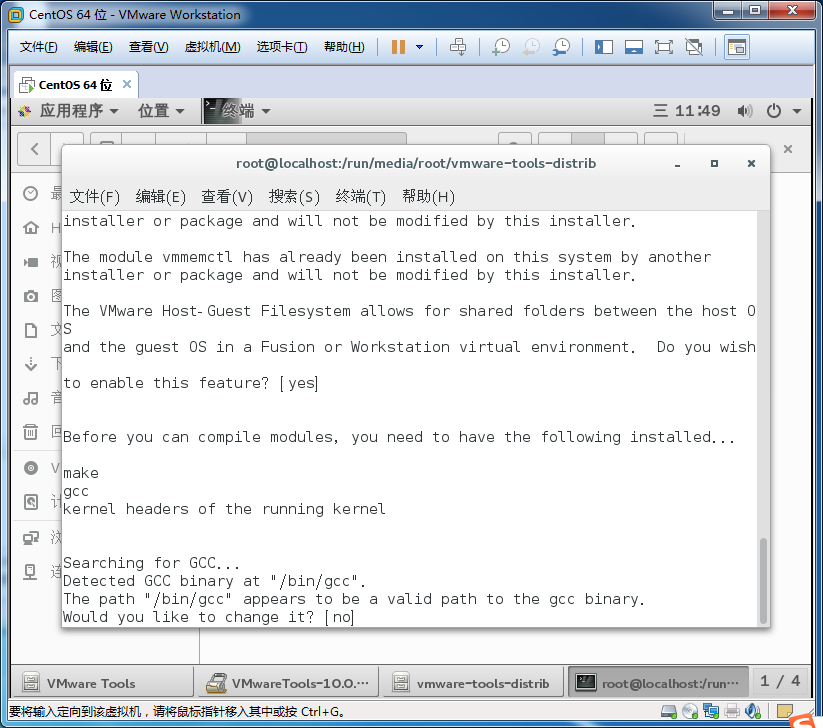 CentOS 64 位 - VMware Workstation
文件(F) 编辑(E) 查看(V) 虚拟机(M) 选项卡(T) 帮助(H)
CentOS 64 位
应用程序 位置 终端 三 11:49
root@localhost:/run/media/root/vmware-tools-distrib
文件(F) 编辑(E) 查看(V) 搜索(S) 终端(T) 帮助(H)
installer or package and will not be modified by this installer.
The module vmmemctl has already been installed on this system by another
installer or package and will not be modified by this installer.
The VMware Host-Guest Filesystem allows for shared folders between the host O
S
and the guest OS in a Fusion or Workstation virtual environment.  Do you wish
to enable this feature? [yes]
Before you can compile modules, you need to have the following installed...
make
gcc
kernel headers of the running kernel
Searching for GCC...
Detected GCC binary at "/bin/gcc".
The path "/bin/gcc" appears to be a valid path to the gcc binary.
Would you like to change it? [no]
VMware Tools VMwareTools-10.0.··· vmware-tools-distrib root@localhost:/run··· 1 / 4
要将输入定向到该虚拟机，请将鼠标指针移入其中或按 Ctrl+G。